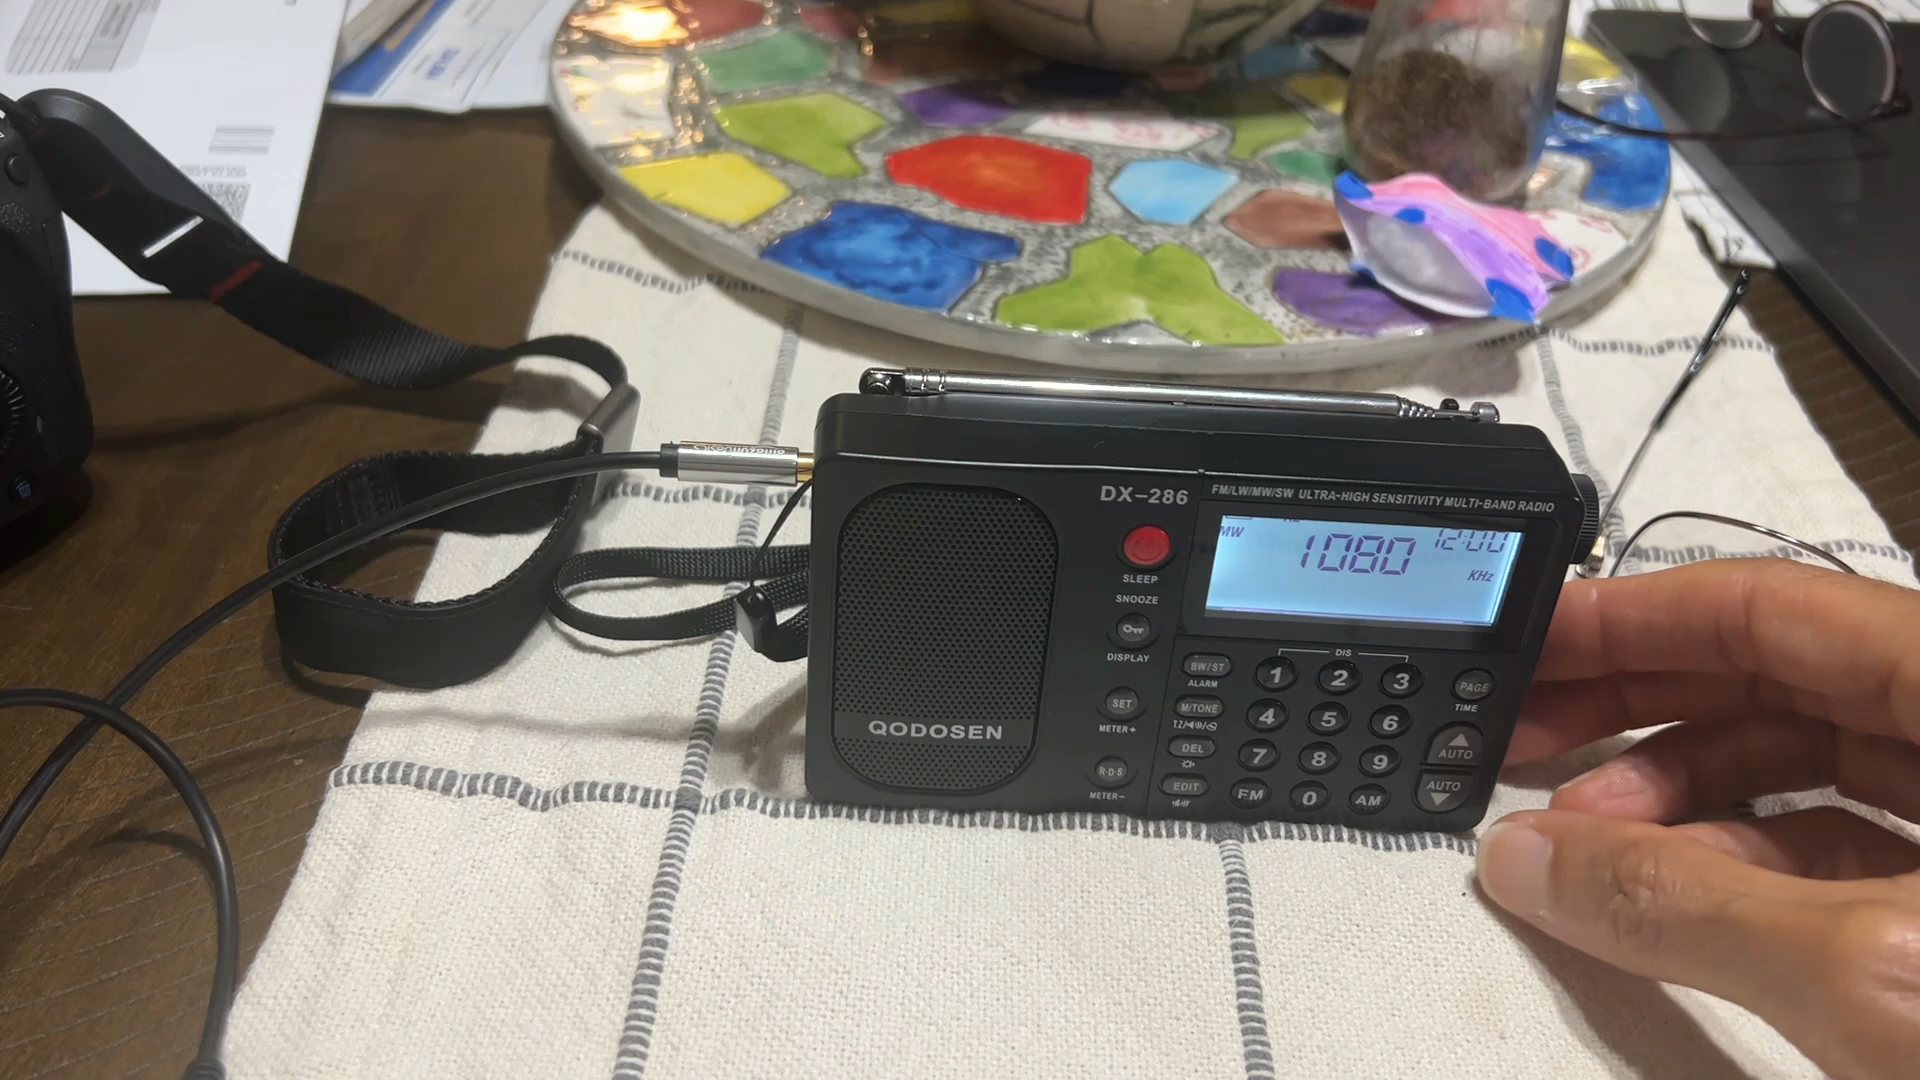 DX-286
FM/LW/MW/SW ULTRA-HIGH SENSITIVITY MULTI-BAND RADIO
MW
1080
12:00
KHz
SLEEP
SNOOZE
DISPLAY
SET
METER+
R·D·S
METER-
DIS
BW/ST
ALARM
M/TONE
DEL
EDIT
1 2 3
4 5 6
7 8 9
FM 0 AM
PAGE
TIME
AUTO
AUTO
QODOSEN
amazonbasics